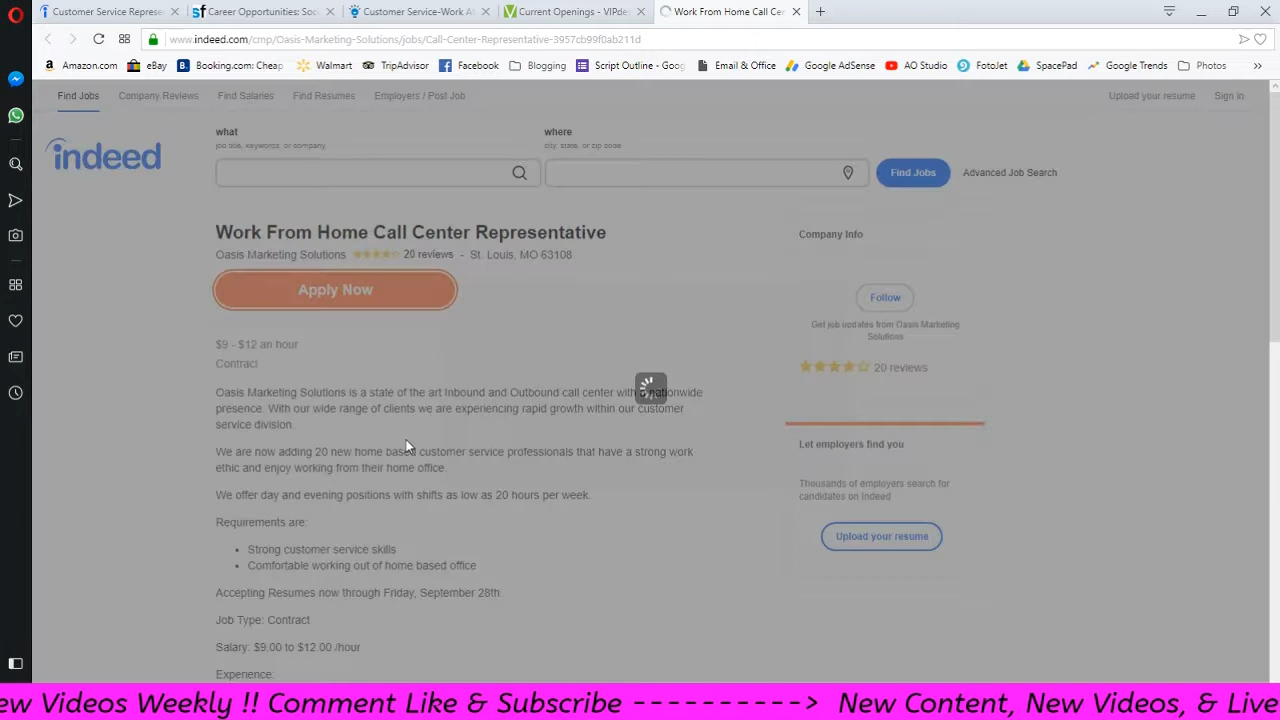 Customer Service Represe
Career Opportunities: Soc
Customer Service-Work A
Current Openings - VIPde
Work From Home Call Cer
www.indeed.com/cmp/Oasis-Marketing-Solutions/jobs/Call-Center-Representative-3957cb99f0ab211d
Amazon.com eBay Booking.com: Cheap Walmart TripAdvisor Facebook Blogging Script Outline - Goog Email & Office Google AdSense AO Studio FotoJet SpacePad Google Trends Photos
Find Jobs Company Reviews Find Salaries Find Resumes Employers / Post Job Upload your resume Sign in
indeed
what
job title, keywords, or company
where
city, state, or zip code
Find Jobs Advanced Job Search
Work From Home Call Center Representative
Oasis Marketing Solutions 20 reviews - St. Louis, MO 63108
Apply Now
$9 - $12 an hour
Contract
Oasis Marketing Solutions is a state of the art Inbound and Outbound call center with a nationwide
presence. With our wide range of clients we are experiencing rapid growth within our customer
service division.
We are now adding 20 new home based customer service professionals that have a strong work
ethic and enjoy working from their home office.
We offer day and evening positions with shifts as low as 20 hours per week.
Requirements are:
• Strong customer service skills
• Comfortable working out of home based office
Accepting Resumes now through Friday, September 28th
Job Type: Contract
Salary: $9.00 to $12.00 /hour
Experience:
Company Info
Follow
Get job updates from Oasis Marketing
Solutions
20 reviews
Let employers find you
Thousands of employers search for
candidates on Indeed
Upload your resume
ew Videos Weekly !! Comment Like & Subscribe ----------> New Content, New Videos, & Live